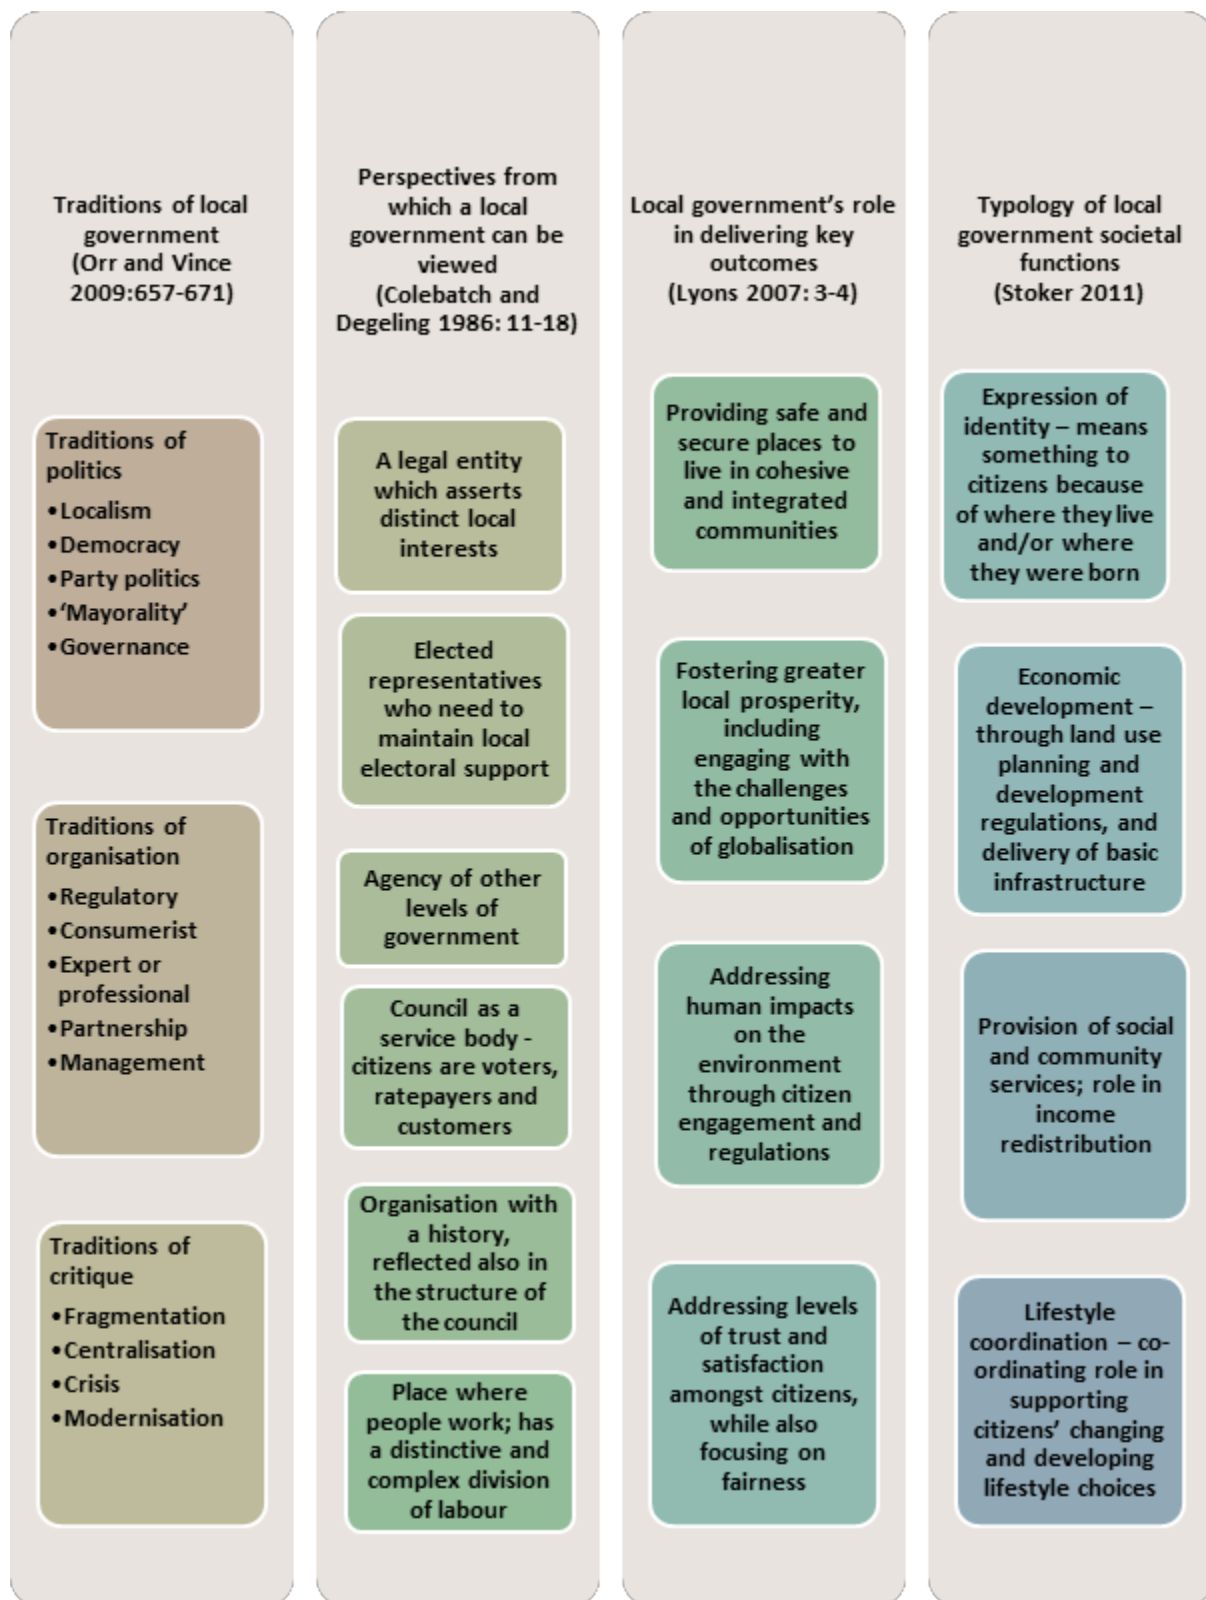 Traditions of local
government
(Orr and Vince
2009:657-671)
Traditions of
politics
•Localism
•Democracy
•Party politics
•‘Mayorality’
•Governance
Traditions of
organisation
•Regulatory
•Consumerist
•Expert or
professional
•Partnership
•Management
Traditions of
critique
•Fragmentation
•Centralisation
•Crisis
•Modernisation
Perspectives from
which a local
government can be
viewed
(Colebatch and
Degeling 1986: 11-18)
A legal entity
which asserts
distinct local
interests
Elected
representatives
who need to
maintain local
electoral support
Agency of other
levels of
government
Council as a
service body -
citizens are voters,
ratepayers and
customers
Organisation with
a history,
reflected also in
the structure of
the council
Place where
people work; has
a distinctive and
complex division
of labour
Local government’s role
in delivering key
outcomes
(Lyons 2007: 3-4)
Providing safe and
secure places to
live in cohesive
and integrated
communities
Fostering greater
local prosperity,
including
engaging with
the challenges
and opportunities
of globalisation
Addressing
human impacts
on the
environment
through citizen
engagement and
regulations
Addressing levels
of trust and
satisfaction
amongst citizens,
while also
focusing on
fairness
Typology of local
government societal
functions
(Stoker 2011)
Expression of
identity – means
something to
citizens because
of where they live
and/or where
they were born
Economic
development –
through land use
planning and
development
regulations, and
delivery of basic
infrastructure
Provision of social
and community
services; role in
income
redistribution
Lifestyle
coordination – co-
ordinating role in
supporting
citizens’ changing
and developing
lifestyle choices